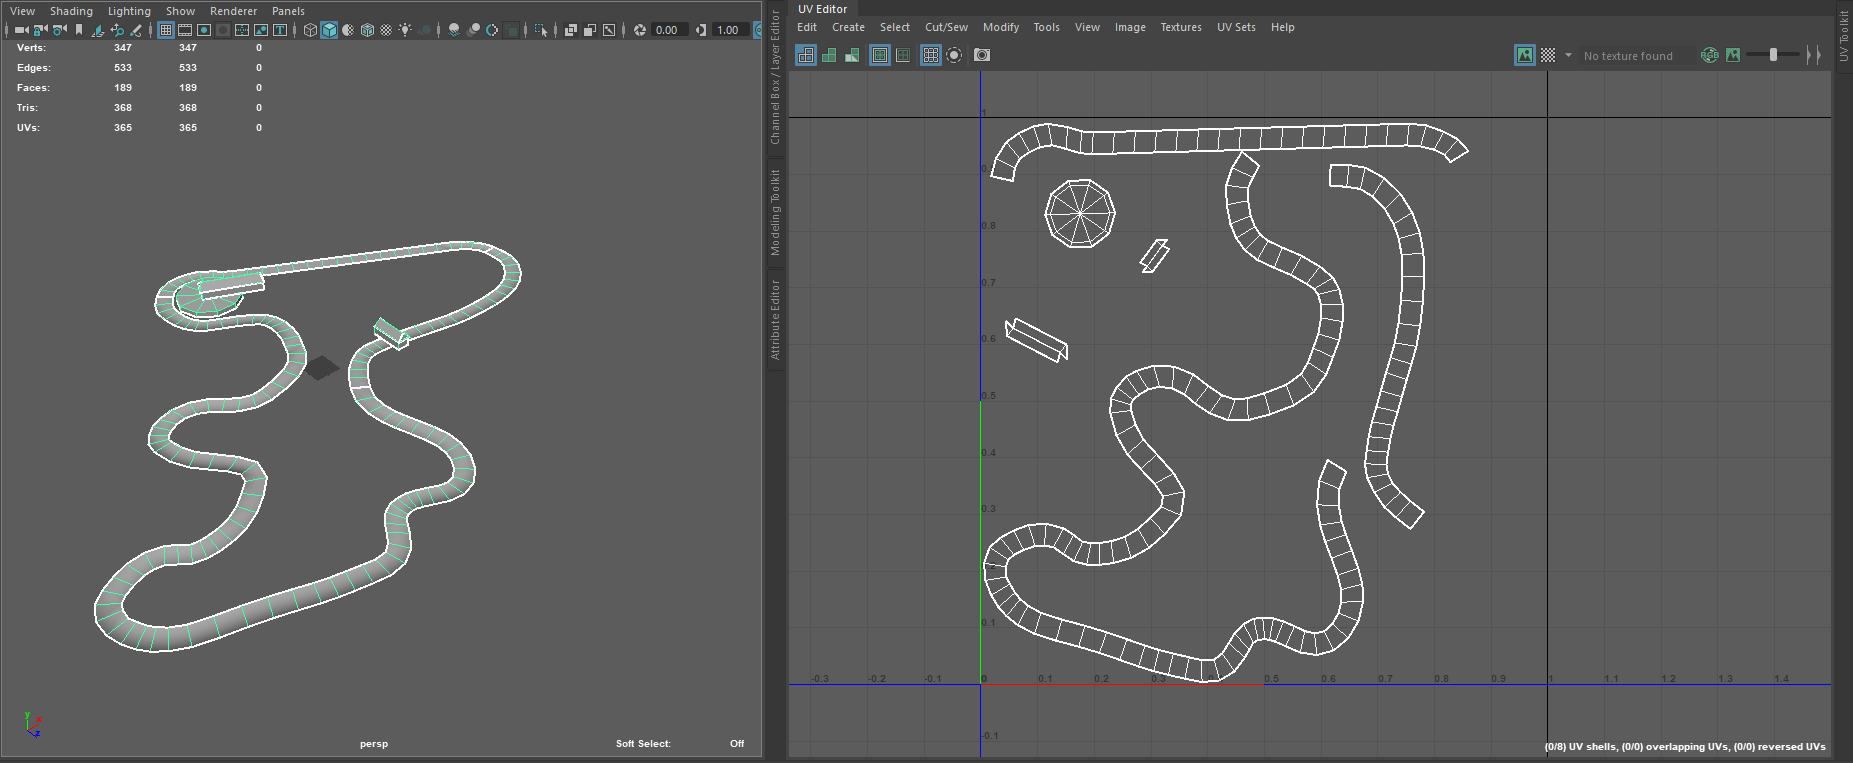 View Shading Lighting Show Renderer Panels
0.00 1.00
Verts: 347 347 0
Edges: 533 533 0
Faces: 189 189 0
Tris: 368 368 0
UVs: 365 365 0
y
x
z
persp
Soft Select: Off
Channel Box / Layer Editor
Modeling Toolkit
Attribute Editor
UV Editor
Edit Create Select Cut/Sew Modify Tools View Image Textures UV Sets Help
No texture found
RGB
UV Toolkit
1
0.8
0.7
0.6
0.5
0.4
0.3
0.1
-0.3 -0.2 -0.1 0 0.1 0.2 0.3 0.5 0.6 0.7 0.8 0.9 1 1.1 1.2 1.3 1.4
-0.1
(0/8) UV shells, (0/0) overlapping UVs, (0/0) reversed UVs